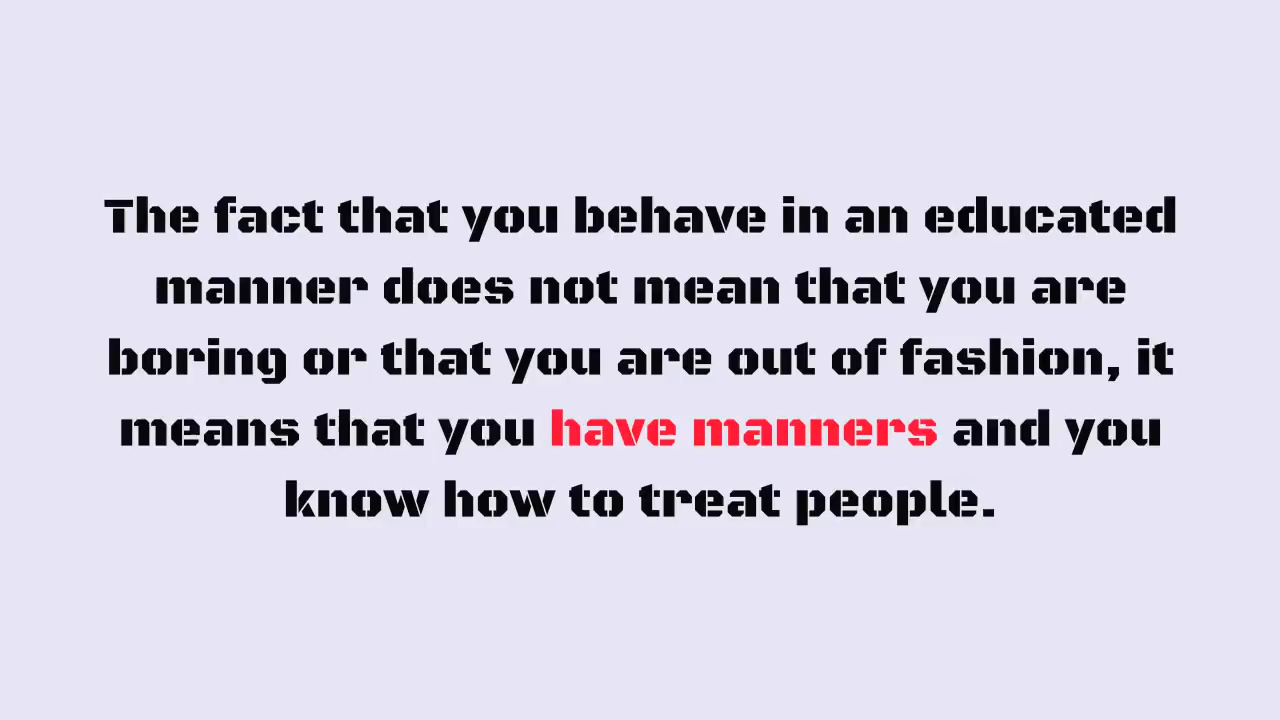 The fact that you behave in an educated
manner does not mean that you are
boring or that you are out of fashion, it
means that you have manners and you
know how to treat people.